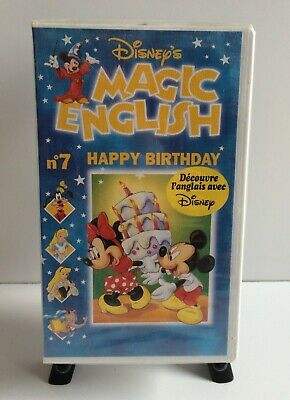 Disney's
MAGIC
ENGLISH
n°7 HAPPY BIRTHDAY
Découvre
l'anglais avec
Disney